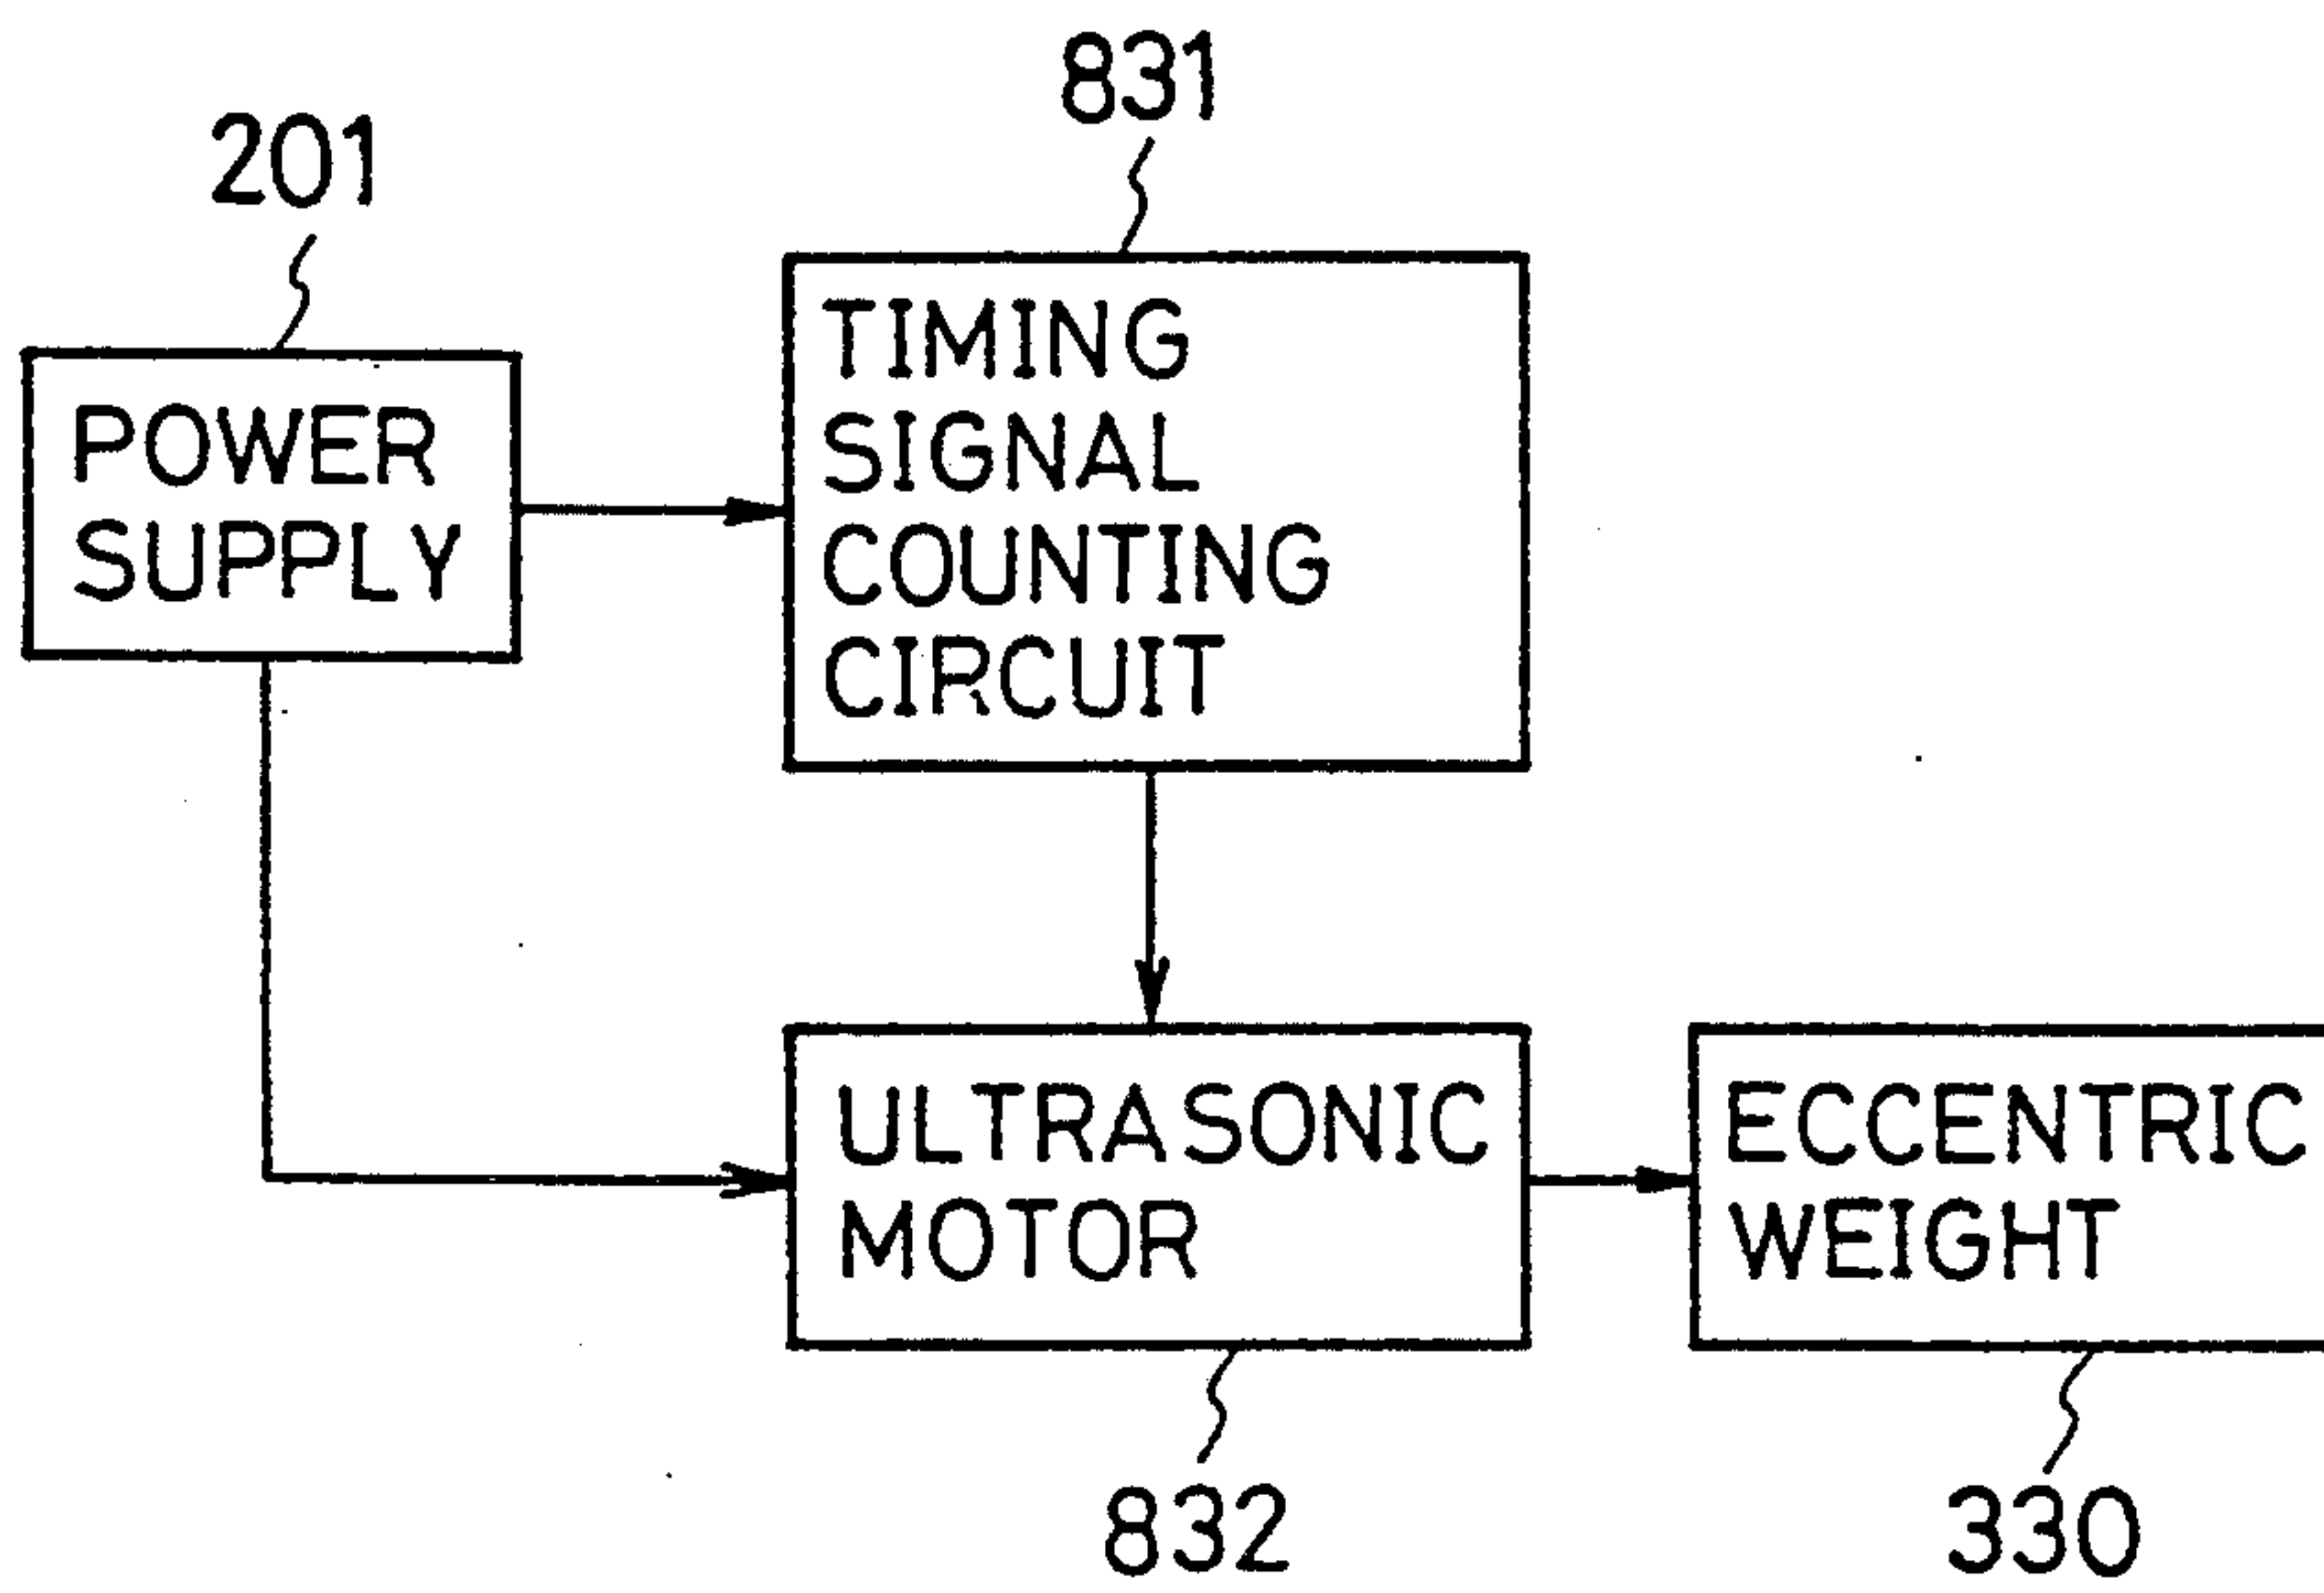 831
201
TIMING
SIGNAL
COUNTING
CIRCUIT
POWER
SUPPLY
ULTRASONIC
MOTOR
ECCENTRIC
WEIGHT
832
330